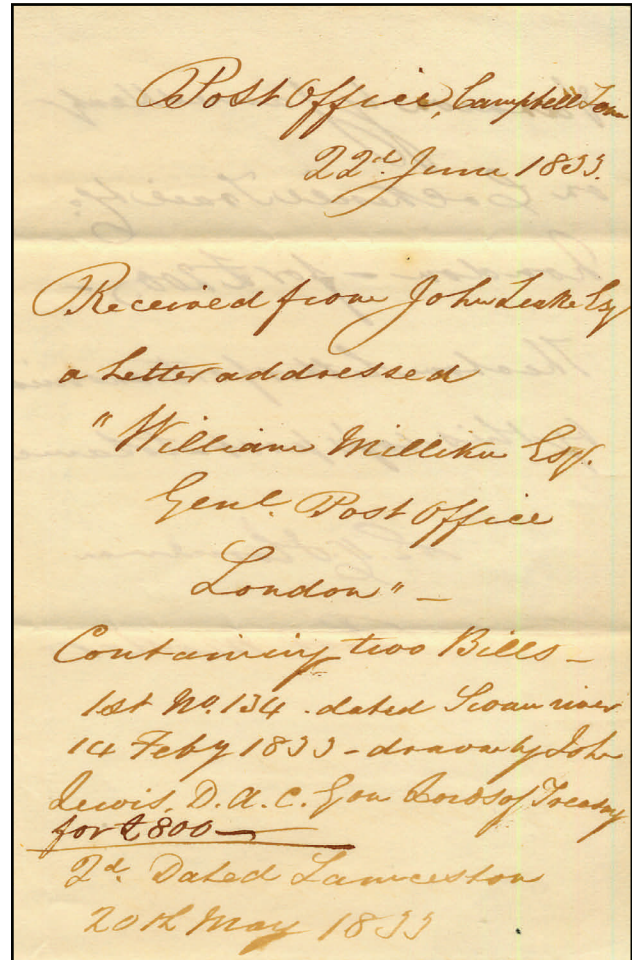 Post Office, Campbell Town
22d. June 1833.
Received from John Leake Esq
a Letter addressed
"William Milliken Esq.
Genl. Post Office
London" –
Containing two Bills –
1st No. 134 - dated Swan river
14 Feby 1833 - drawn by John
Lewis. D.A.C. Gen Lords of Treasury
for £800 –
2d. Dated Launceston
20th May 1833